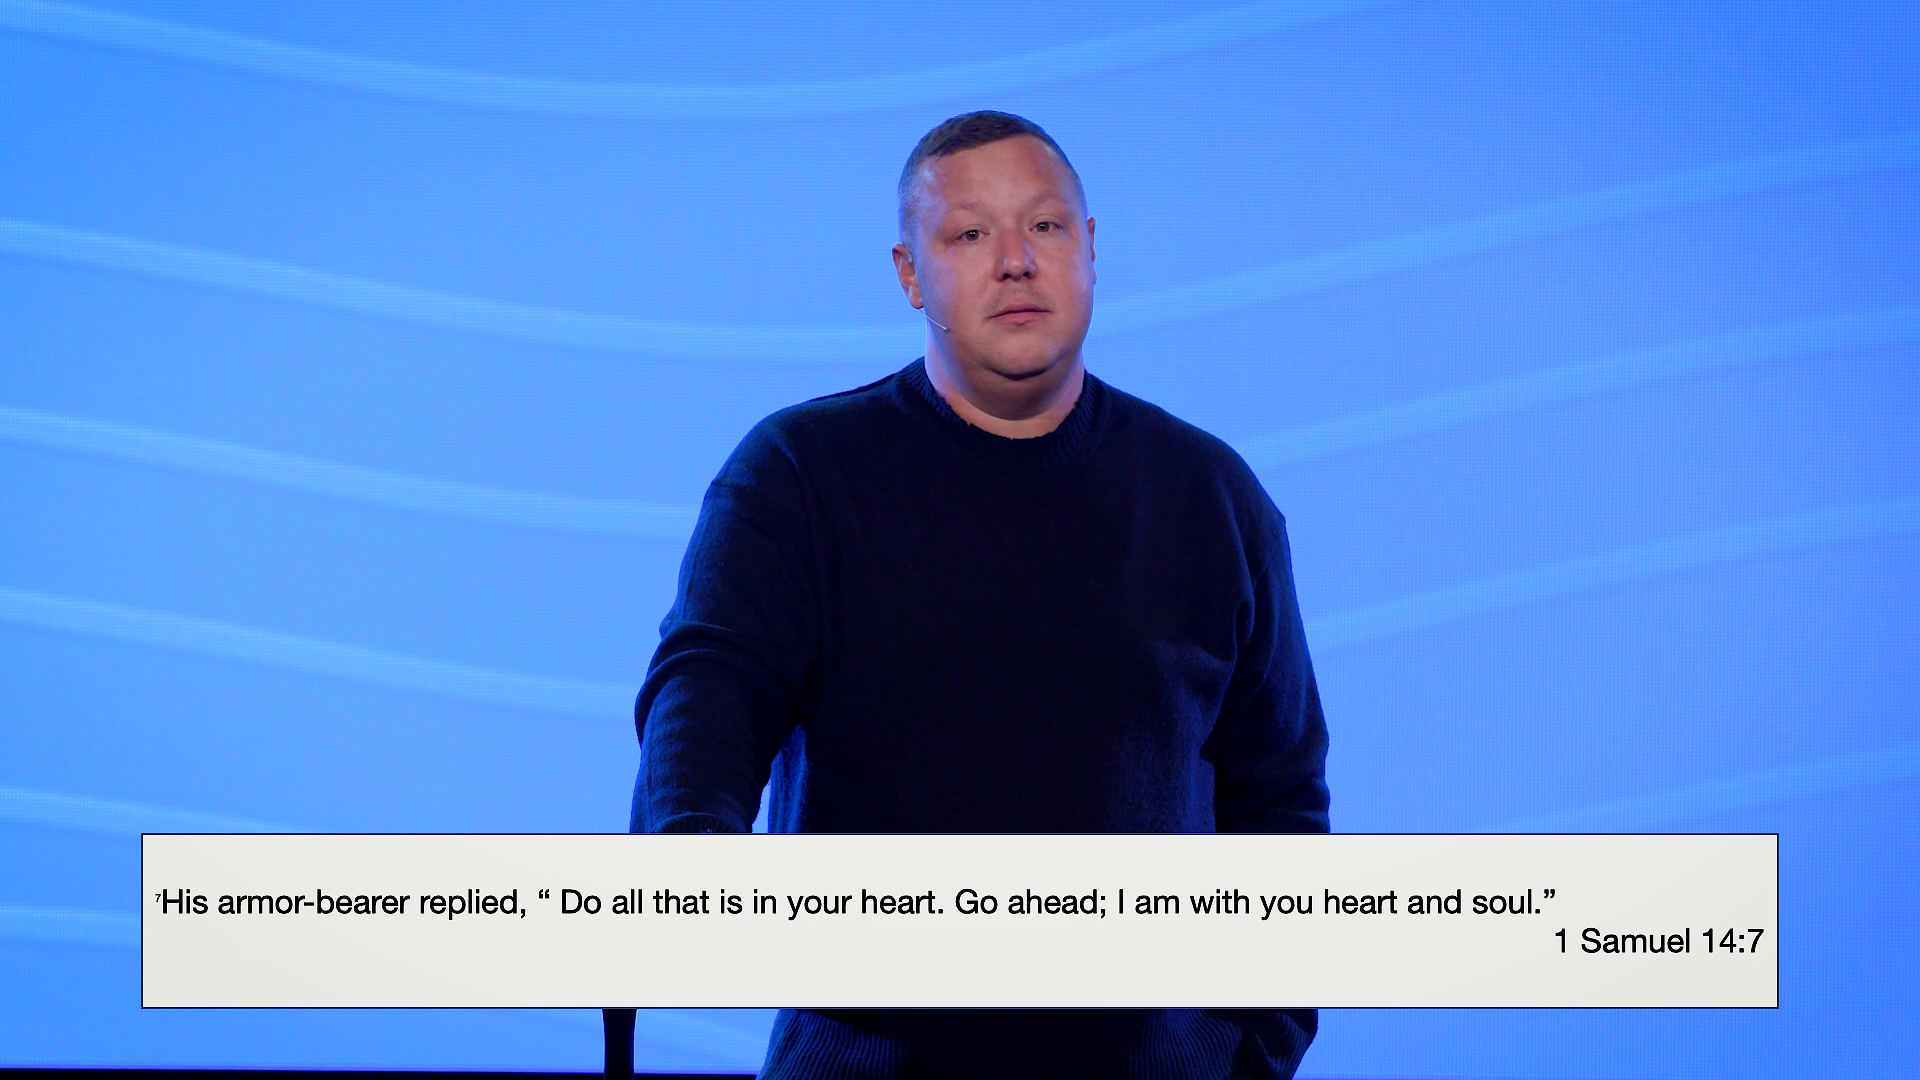 ⁷His armor-bearer replied, “ Do all that is in your heart. Go ahead; I am with you heart and soul.”
1 Samuel 14:7